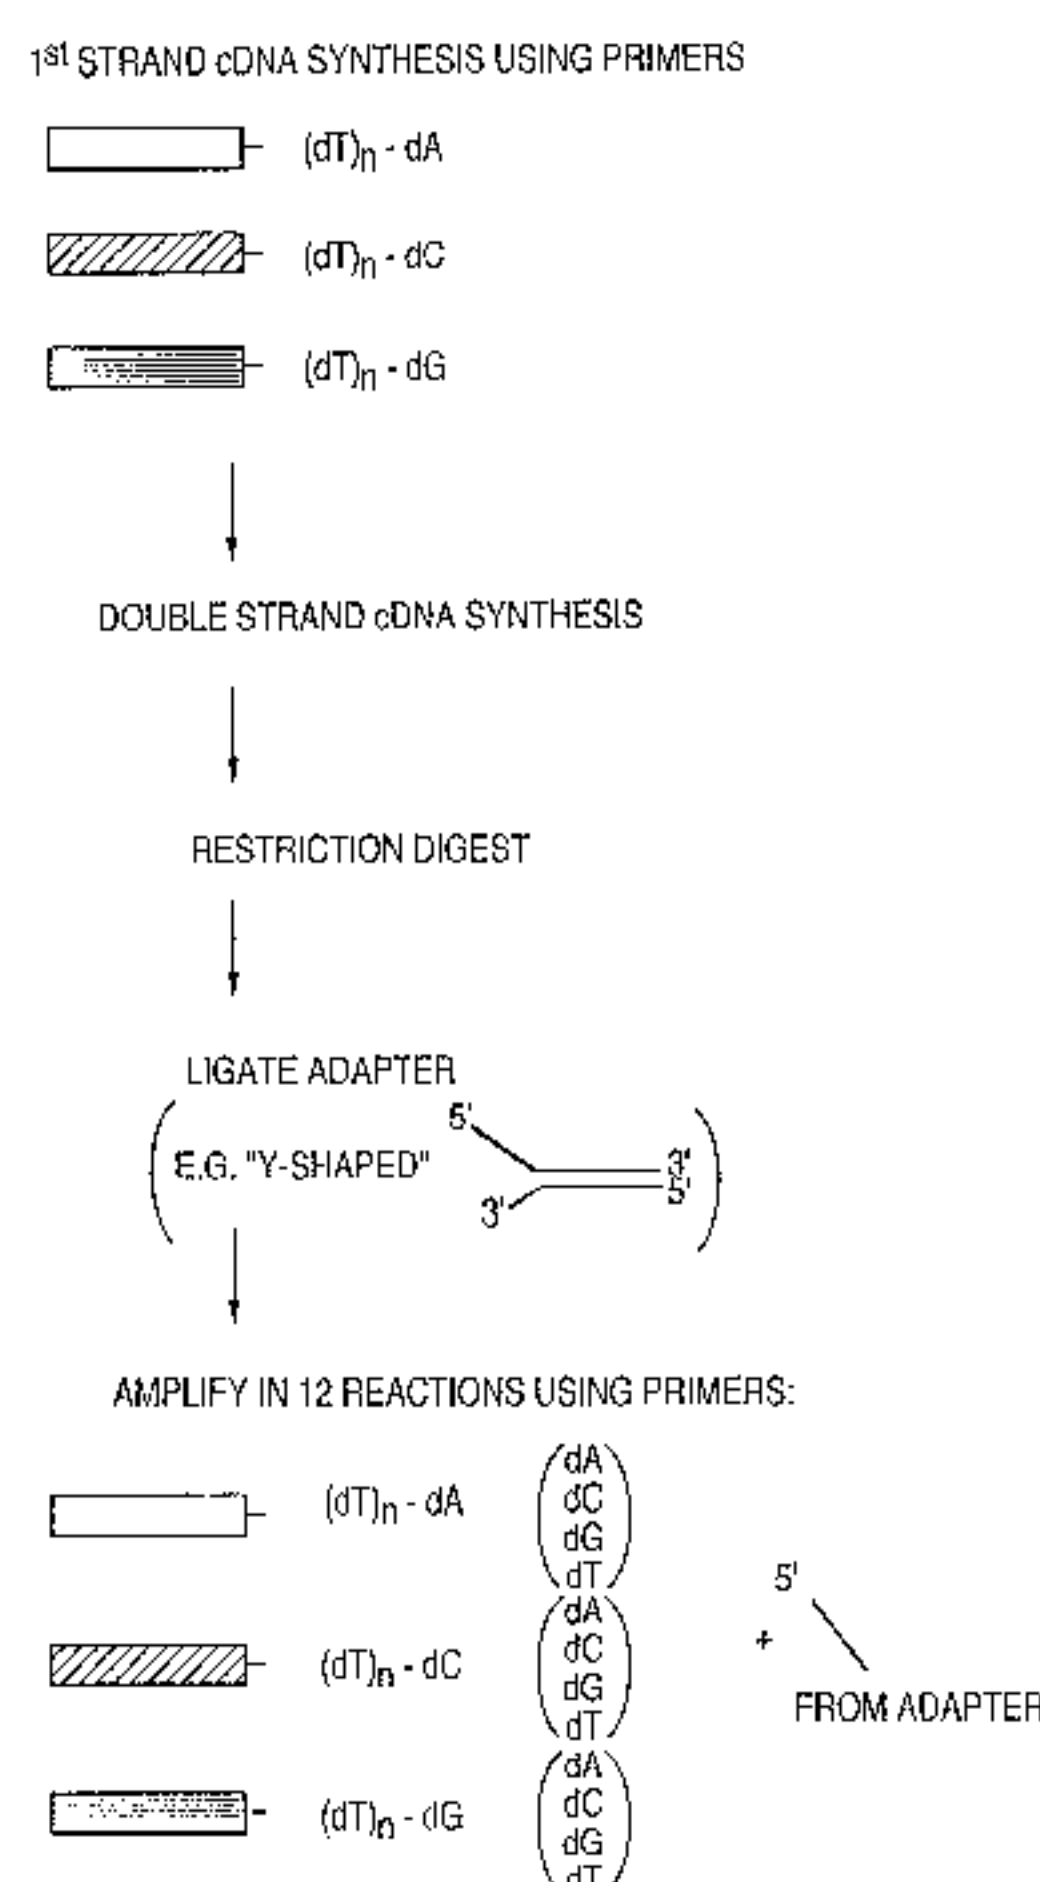 1st STRAND cDNA SYNTHESIS USING PRIMERS
(dT)n - dA
(dT)n - dC
(dT)n - dG
DOUBLE STRAND cDNA SYNTHESIS
RESTRICTION DIGEST
LIGATE ADAPTER
E.G. "Y-SHAPED"
5'
3'
5'
3'
AMPLIFY IN 12 REACTIONS USING PRIMERS:
(dT)n - dA
dA
dC
dG
dT
(dT)n - dC
dA
dC
dG
dT
+
5'
FROM ADAPTER
(dT)n - dG
dA
dC
dG
dT